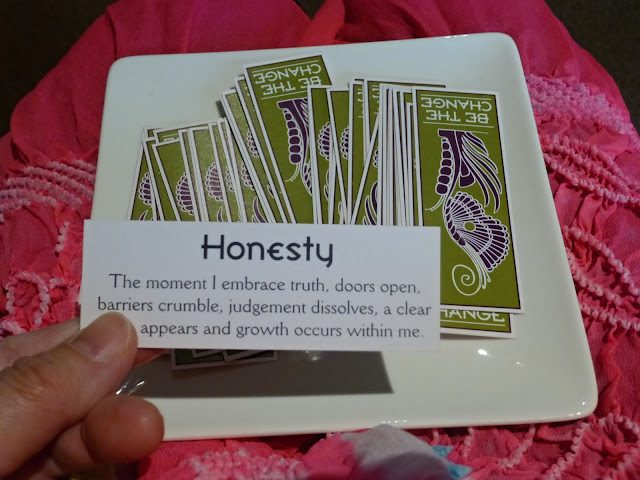 BE THE
CHANGE
BE THE
CHANGE
Honesty
The moment I embrace truth, doors open,
barriers crumble, judgement dissolves, a clear
appears and growth occurs within me.
CHANGE